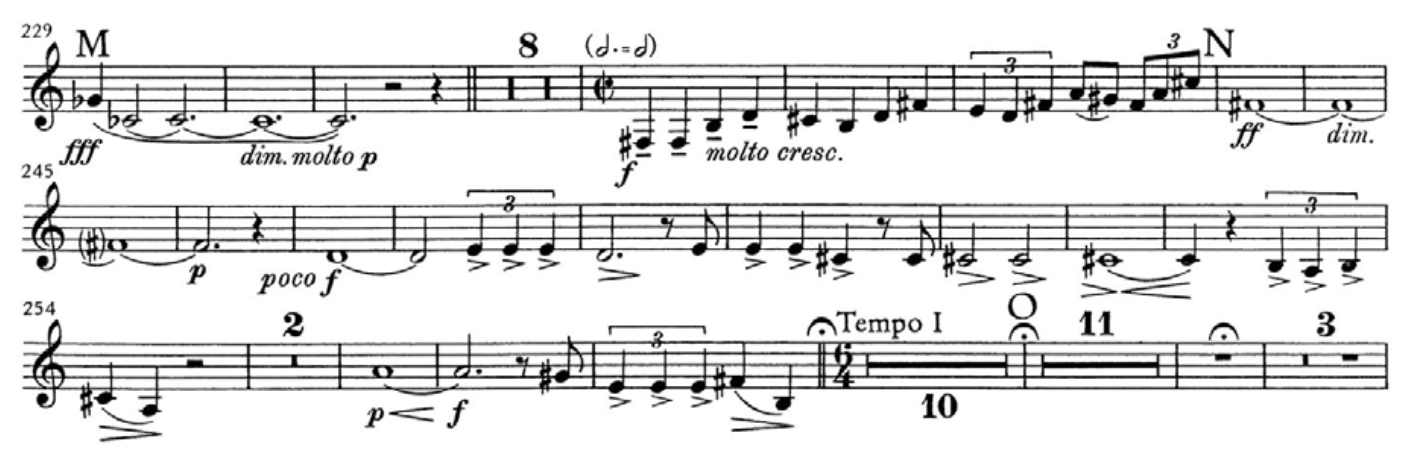 229 M 8 (𝅗𝅥. = 𝅗𝅥) 3 3 N
fff dim. molto p f molto cresc. ff dim.
245 3 3
p poco f
254 2 3 Tempo I O 11 3
p f 6 4 10